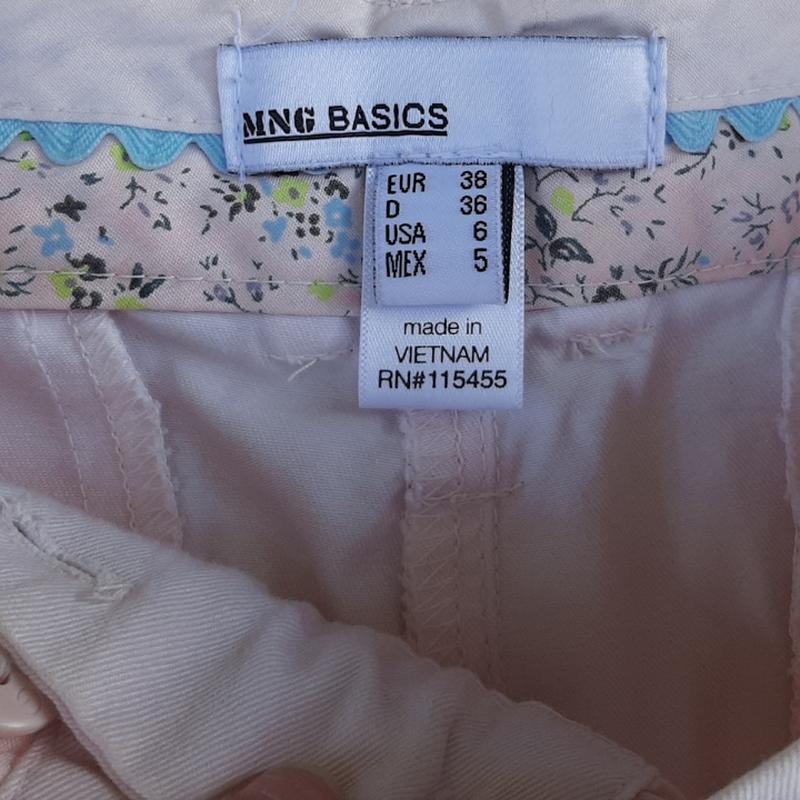 MNG BASICS
EUR 38
D 36
USA 6
MEX 5
made in
VIETNAM
RN#115455